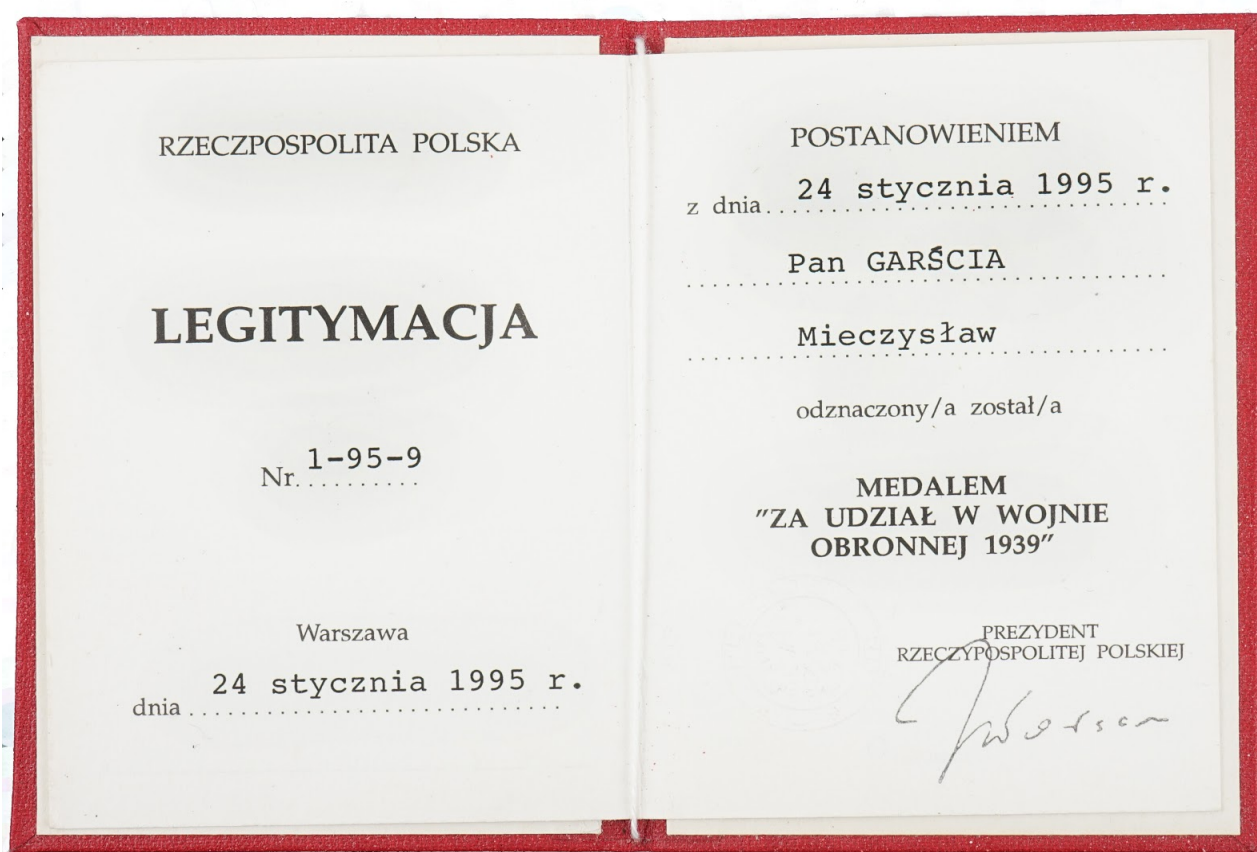 RZECZPOSPOLITA POLSKA
LEGITYMACJA
Nr. 1-95-9
Warszawa
dnia 24 stycznia 1995 r.
POSTANOWIENIEM
z dnia 24 stycznia 1995 r.
Pan GARŚCIA
Mieczysław
odznaczony/a został/a
MEDALEM
"ZA UDZIAŁ W WOJNIE
OBRONNEJ 1939"
PREZYDENT
RZECZYPOSPOLITEJ POLSKIEJ